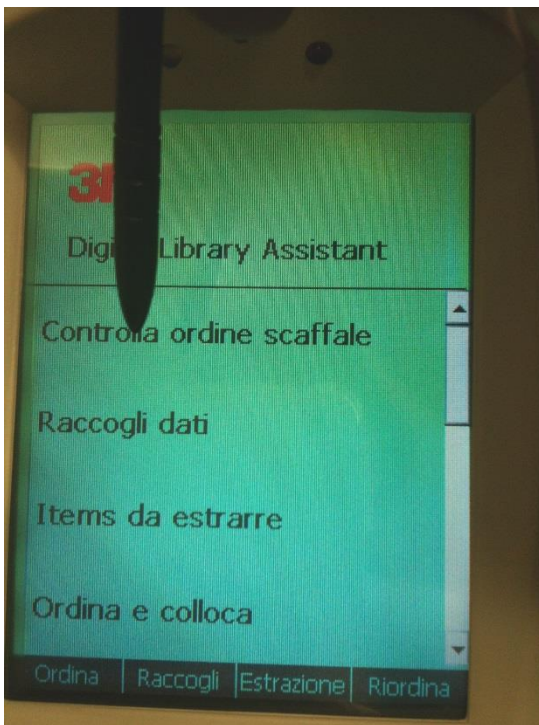 Library Assistant
Controlla ordine scaffale
Raccogli dati
Items da estrarre
Ordina e colloca
Ordina Raccogli Estrazione Riordina